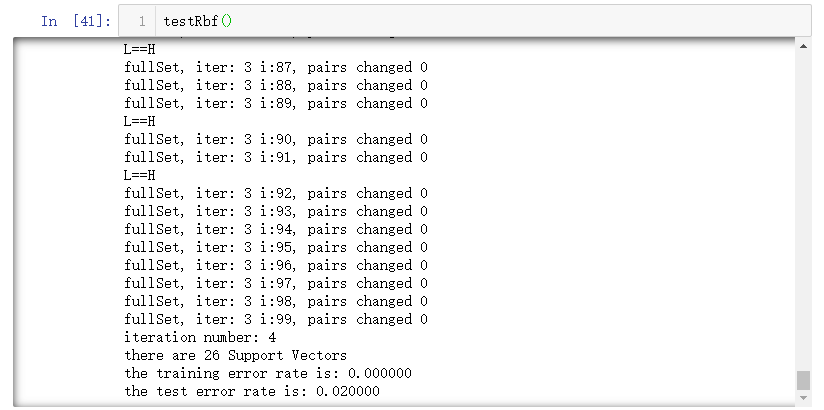 In [41]: 1 testRbf()
L==H
fullSet, iter: 3 i:87, pairs changed 0
fullSet, iter: 3 i:88, pairs changed 0
fullSet, iter: 3 i:89, pairs changed 0
L==H
fullSet, iter: 3 i:90, pairs changed 0
fullSet, iter: 3 i:91, pairs changed 0
L==H
fullSet, iter: 3 i:92, pairs changed 0
fullSet, iter: 3 i:93, pairs changed 0
fullSet, iter: 3 i:94, pairs changed 0
fullSet, iter: 3 i:95, pairs changed 0
fullSet, iter: 3 i:96, pairs changed 0
fullSet, iter: 3 i:97, pairs changed 0
fullSet, iter: 3 i:98, pairs changed 0
fullSet, iter: 3 i:99, pairs changed 0
iteration number: 4
there are 26 Support Vectors
the training error rate is: 0.000000
the test error rate is: 0.020000